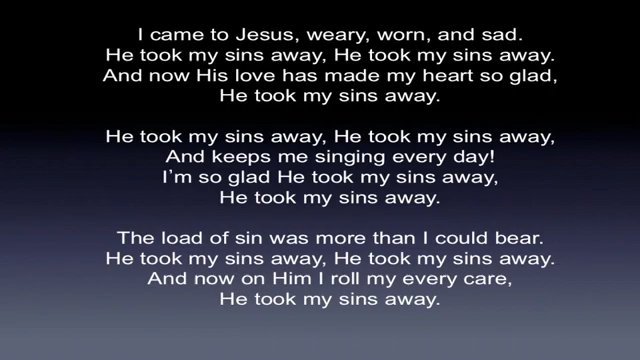 I came to Jesus, weary, worn, and sad.
He took my sins away, He took my sins away.
And now His love has made my heart so glad,
He took my sins away.
He took my sins away, He took my sins away,
And keeps me singing every day!
I'm so glad He took my sins away,
He took my sins away.
The load of sin was more than I could bear.
He took my sins away, He took my sins away.
And now on Him I roll my every care,
He took my sins away.